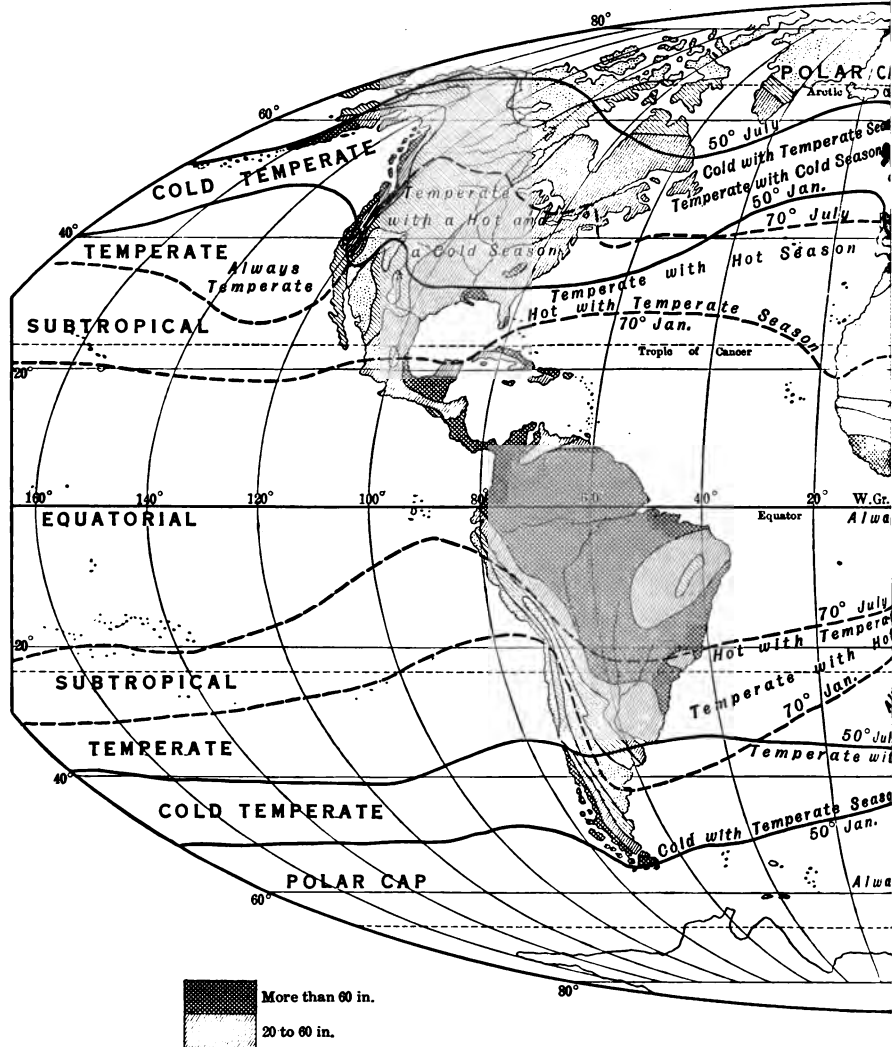 80°
POLAR CA
Arctic
60°
50° July
COLD TEMPERATE
Cold with Temperate Sea
Temperate with Cold Season
50° Jan.
Temperate
with a Hot and
a Cold Season
70° July
40°
TEMPERATE
Always
Temperate
Temperate with Hot Season
Hot with Temperate Season
70° Jan.
SUBTROPICAL
Tropic of Cancer
20°
160° 140° 120° 100° 80° 60° 40° 20° W.Gr.
EQUATORIAL
Equator
Alwa
70° July
20°
Hot with Tempera
SUBTROPICAL
Temperate with Hot
70° Jan.
50° Jul
TEMPERATE
Temperate wit
40°
COLD TEMPERATE
Cold with Temperate Seas
50° Jan.
POLAR CAP
Alwa
60°
80°
More than 60 in.
20 to 60 in.